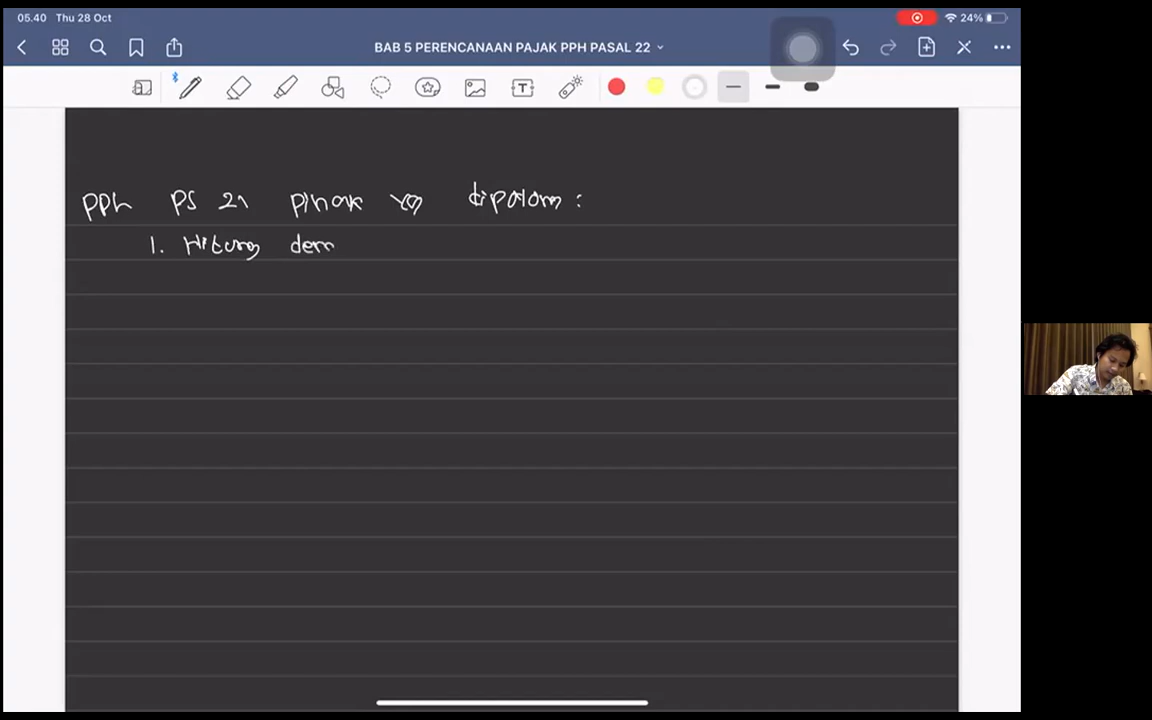 05.40 Thu 28 Oct
24%
BAB 5 PERENCANAAN PAJAK PPH PASAL 22
T
PPh PS 21 pihak yg dipotong :
1. Hitung den